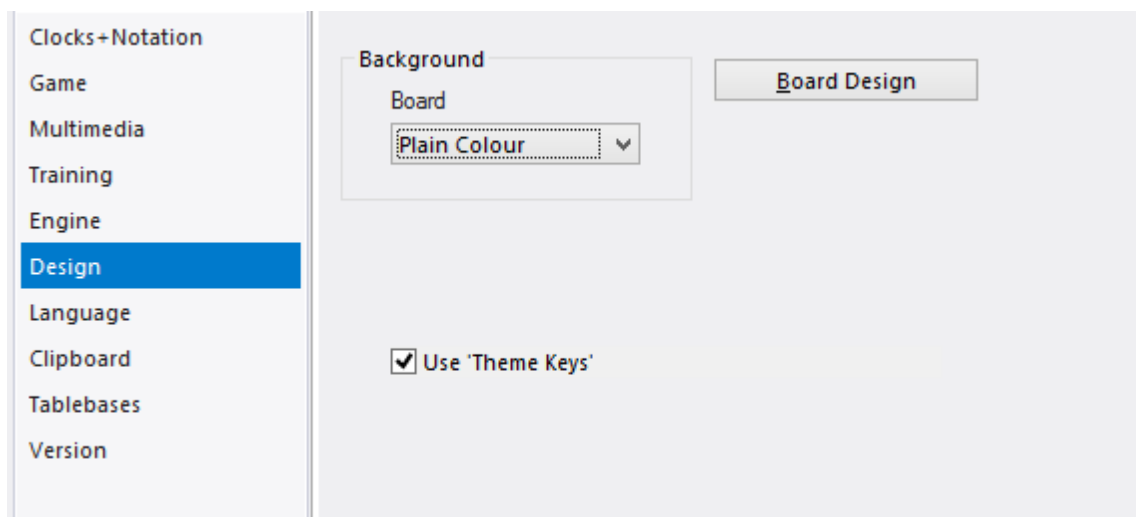 Clocks+Notation
Game
Multimedia
Training
Engine
Design
Language
Clipboard
Tablebases
Version
Background
Board
Plain Colour
Board Design
Use 'Theme Keys'